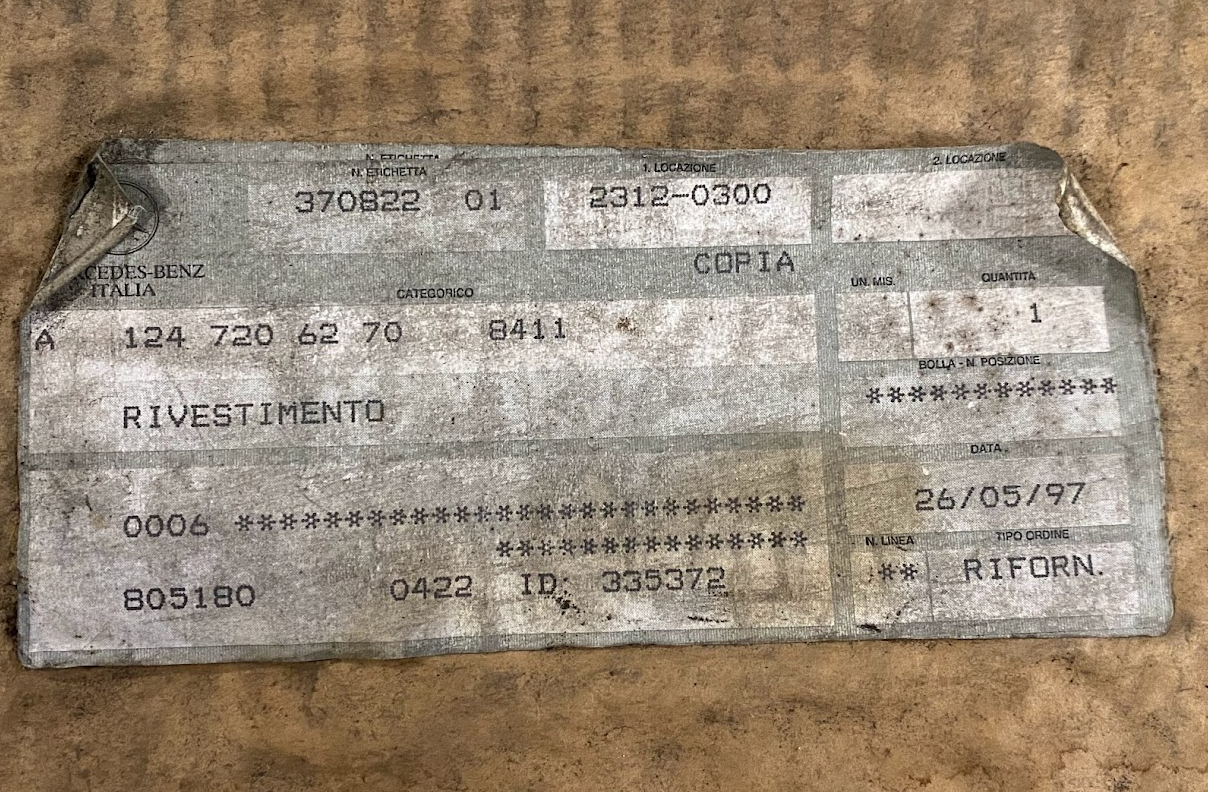 N. ETICHETTA
N. ETICHETTA
1. LOCAZIONE
2. LOCAZIONE
370822 01
2312-0300
CEDES-BENZ
ITALIA
COPIA
CATEGORICO
UN. MIS.
QUANTITA
A 124 720 62 70 8411
1
BOLLA - N. POSIZIONE
************
RIVESTIMENTO
DATA
26/05/97
0006 ***************************
**************
N. LINEA
TIPO ORDINE
** RIFORN.
805180 0422 ID: 335372